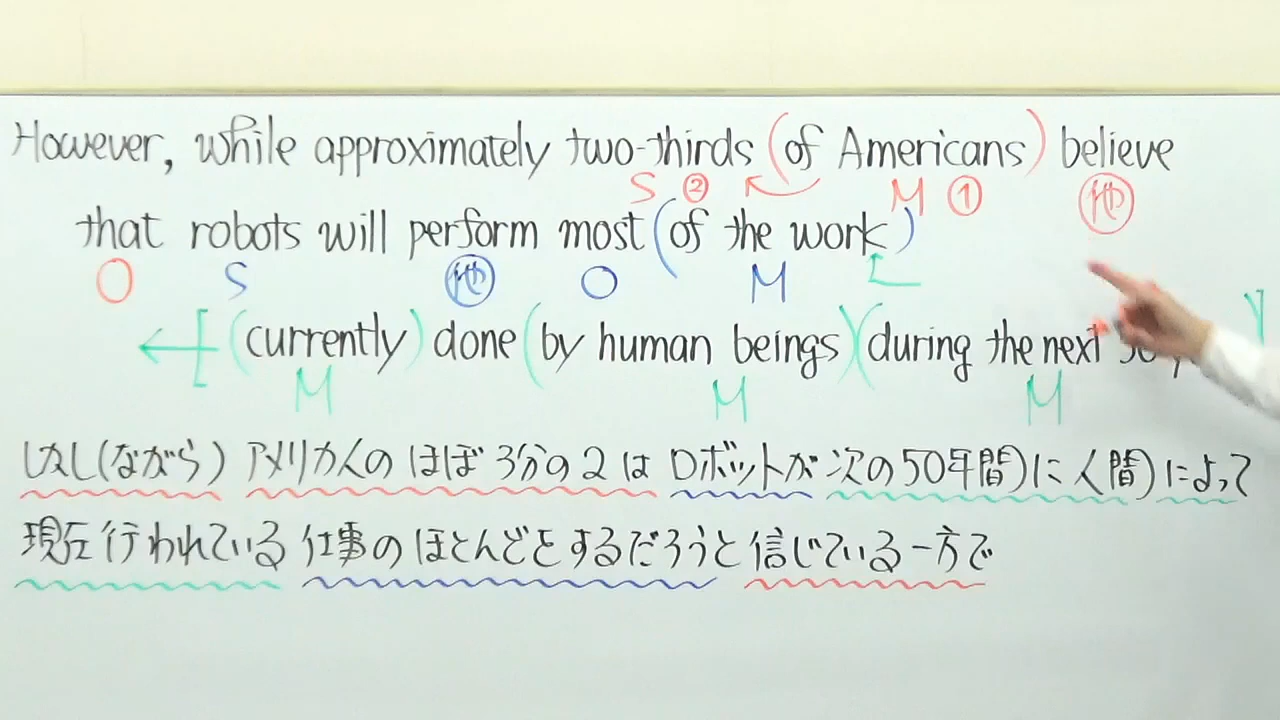 However, while approximately two-thirds (of Americans) believe
S ② M ① 他
that robots will perform most (of the work)
O S 他 O M
[(currently) done (by human beings)(during the next 50 ]
M M M
しかし(ながら) アメリカ人の ほぼ 3分の2 は ロボットが 次の50年間)に 人間)によって
現在 行われている 仕事の ほとんどをするだろうと 信じている 一方で